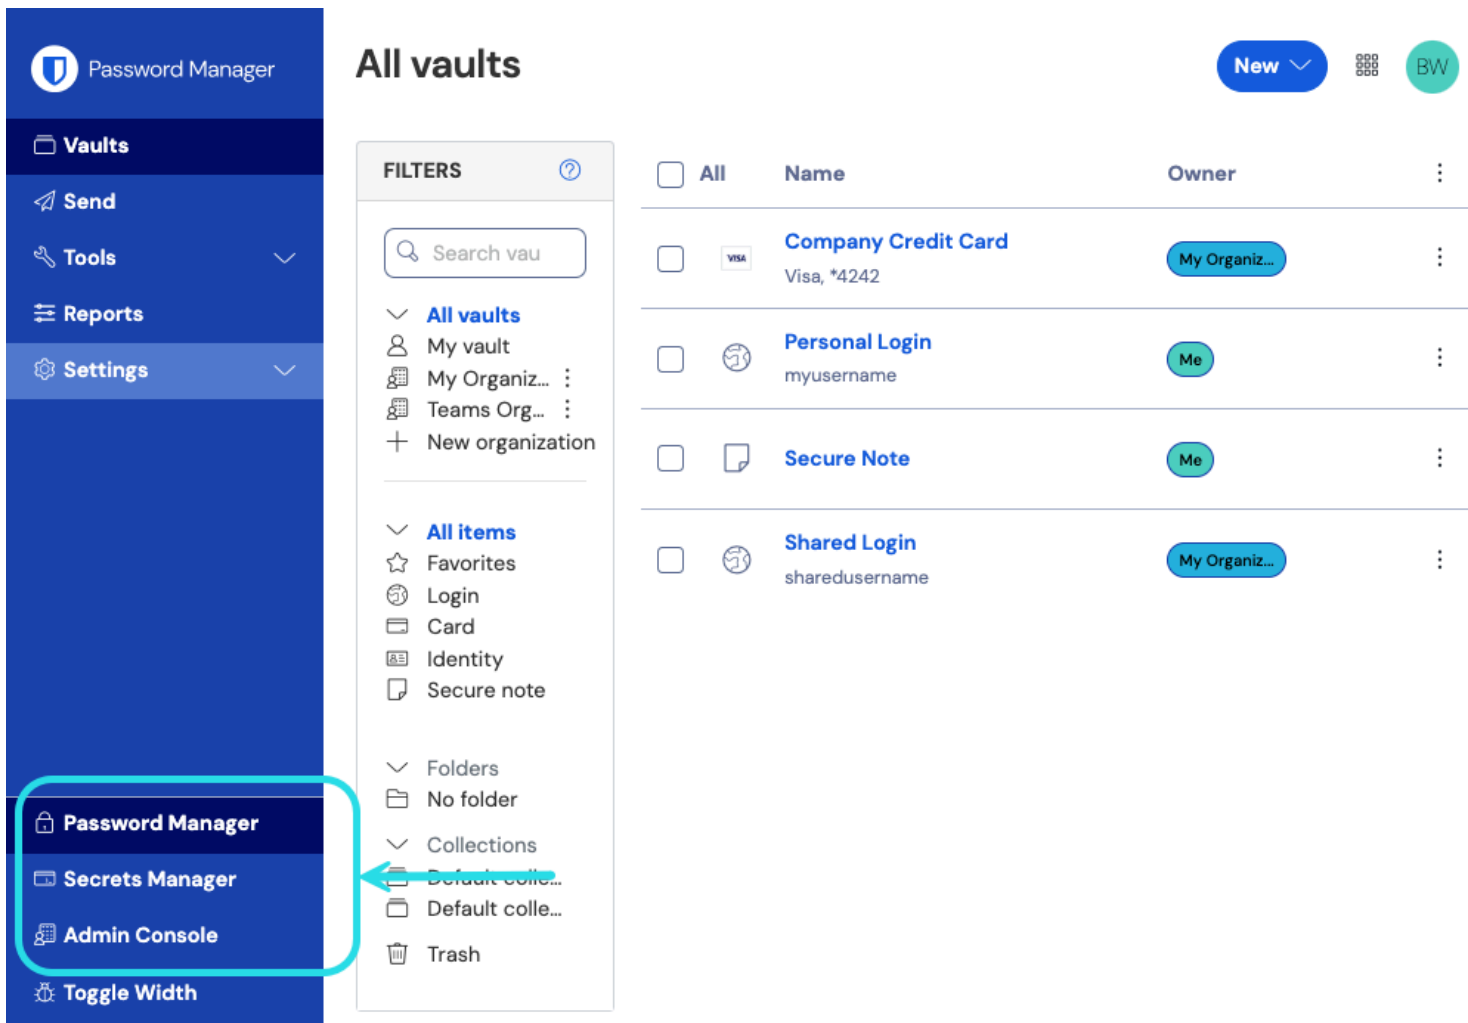 Password Manager
Vaults
Send
Tools
Reports
Settings
Password Manager
Secrets Manager
Admin Console
Toggle Width
All vaults
New
BW
FILTERS
Search vau
All vaults
My vault
My Organiz...
Teams Org...
New organization
All items
Favorites
Login
Card
Identity
Secure note
Folders
No folder
Collections
Default colle...
Default colle...
Trash
All Name Owner
VISA
Company Credit Card
Visa, *4242
My Organiz...
Personal Login
myusername
Me
Secure Note
Me
Shared Login
sharedusername
My Organiz...